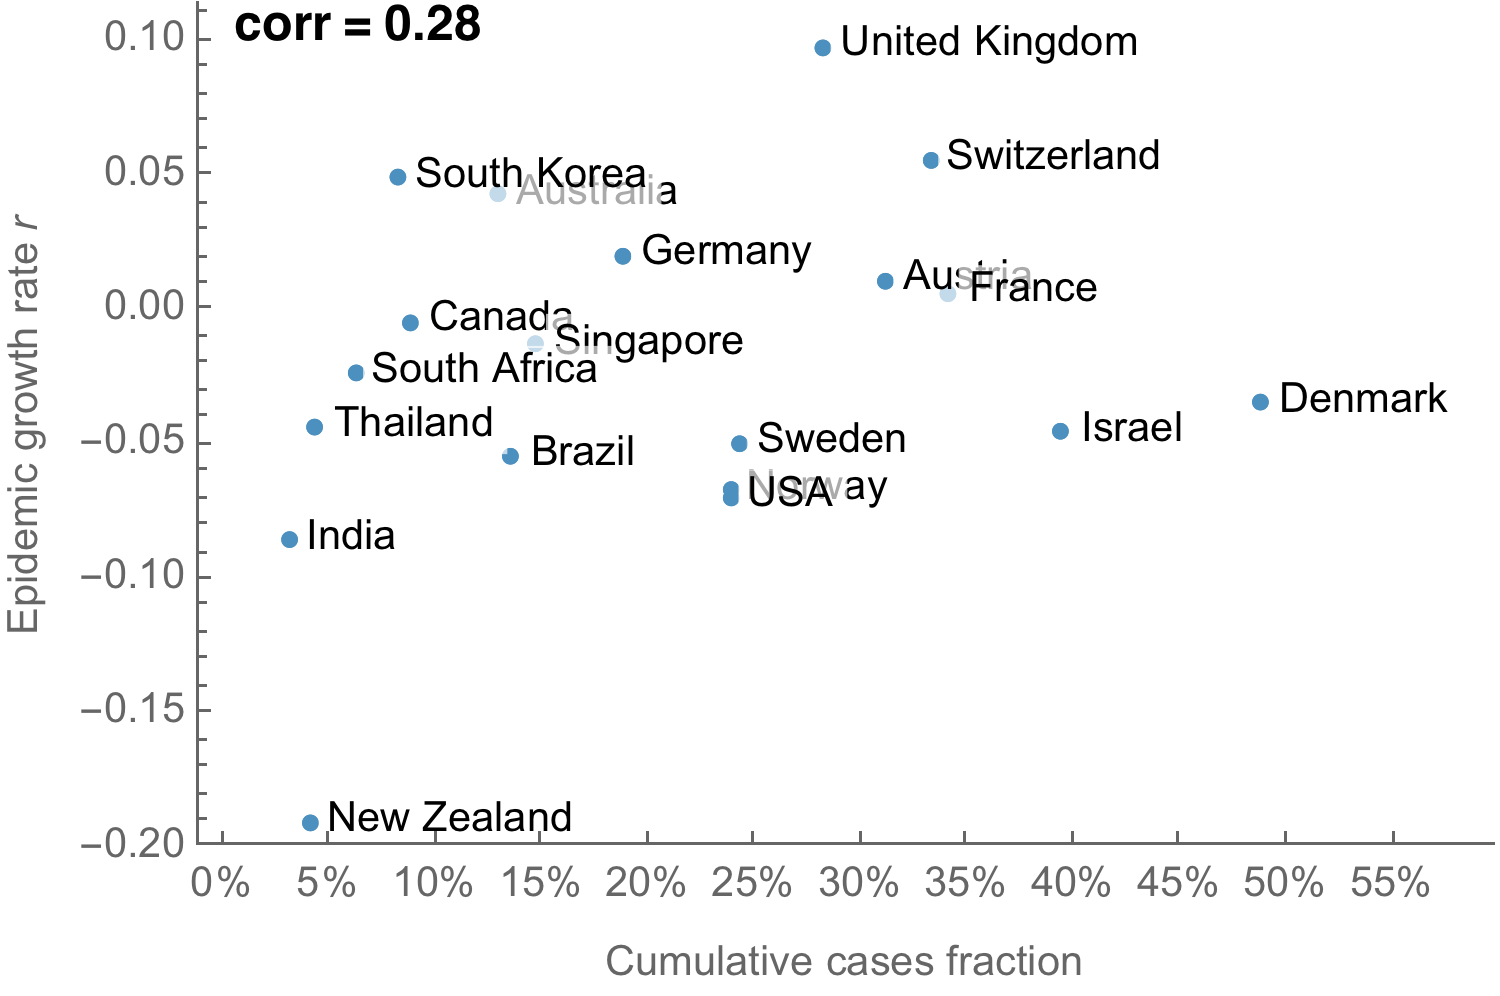 corr = 0.28
0.10
0.05
0.00
−0.05
−0.10
−0.15
−0.20
Epidemic growth rate r
United Kingdom
Switzerland
South Korea
Australia
Germany
Austria
France
Canada
Singapore
South Africa
Denmark
Thailand
Israel
Sweden
Brazil
Norway
USA
India
New Zealand
0% 5% 10% 15% 20% 25% 30% 35% 40% 45% 50% 55%
Cumulative cases fraction